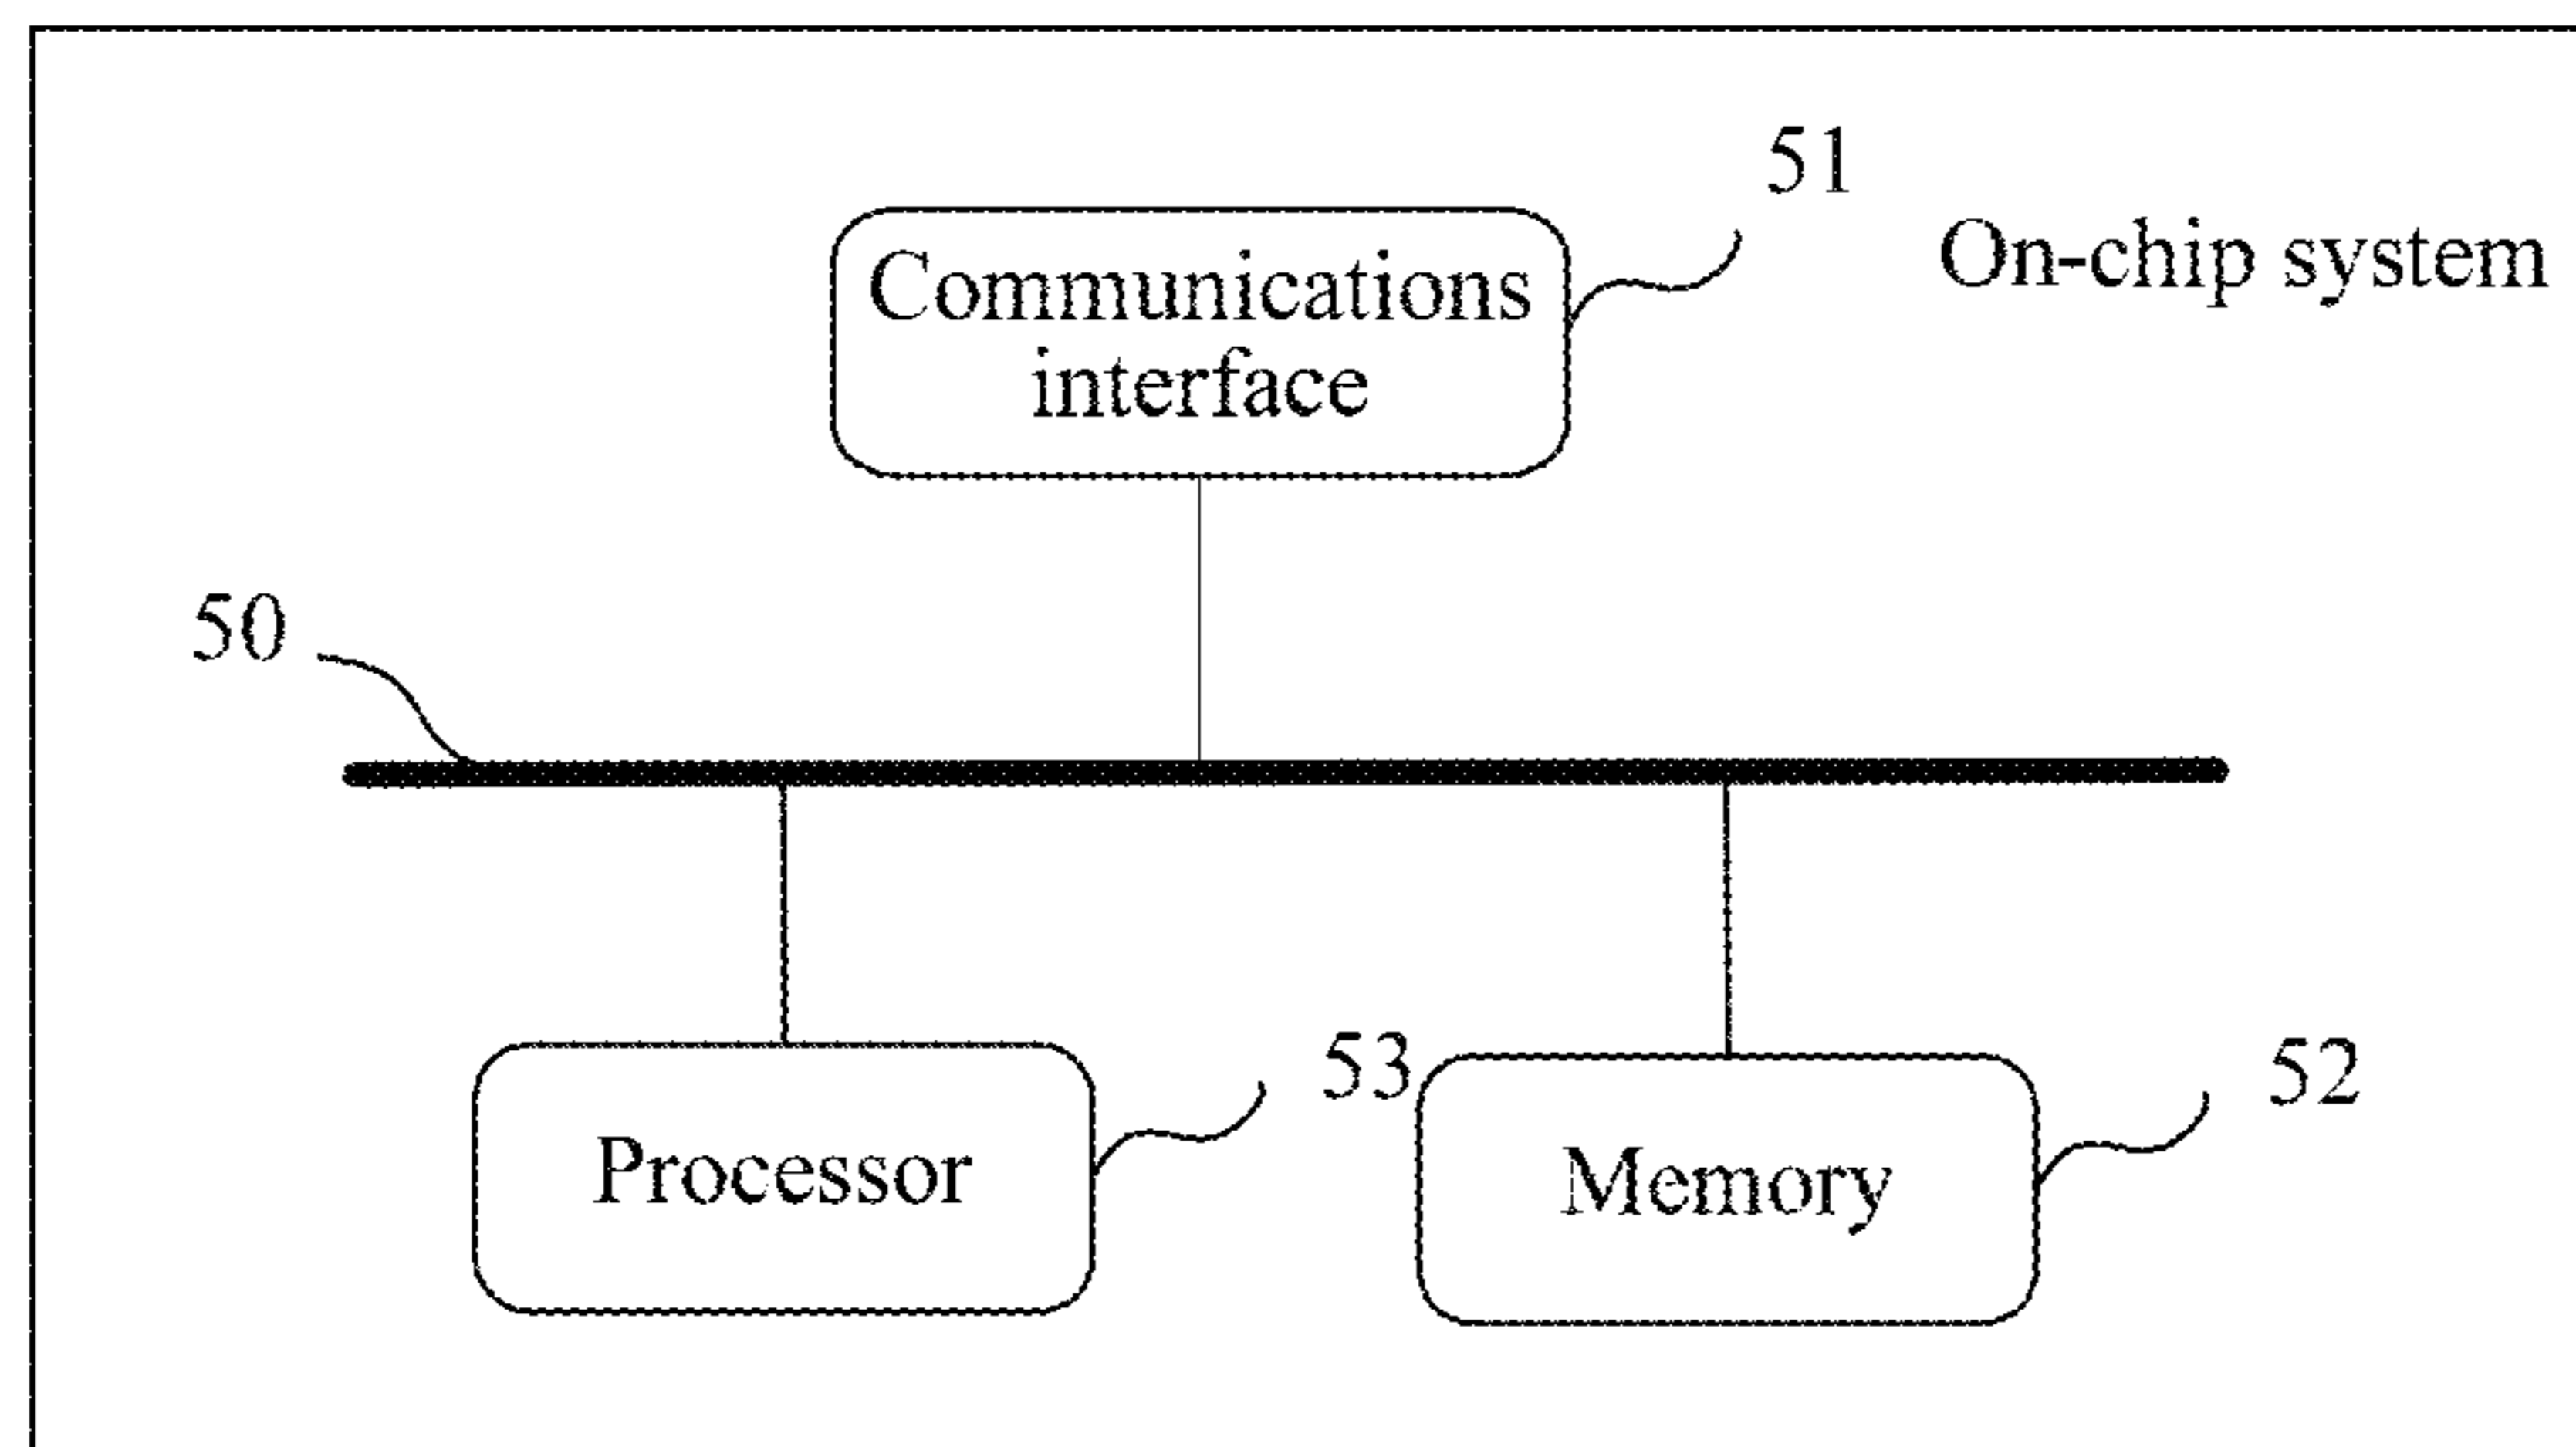 51
On-chip system
Communications
interface
50
53
52
Processor
Memory